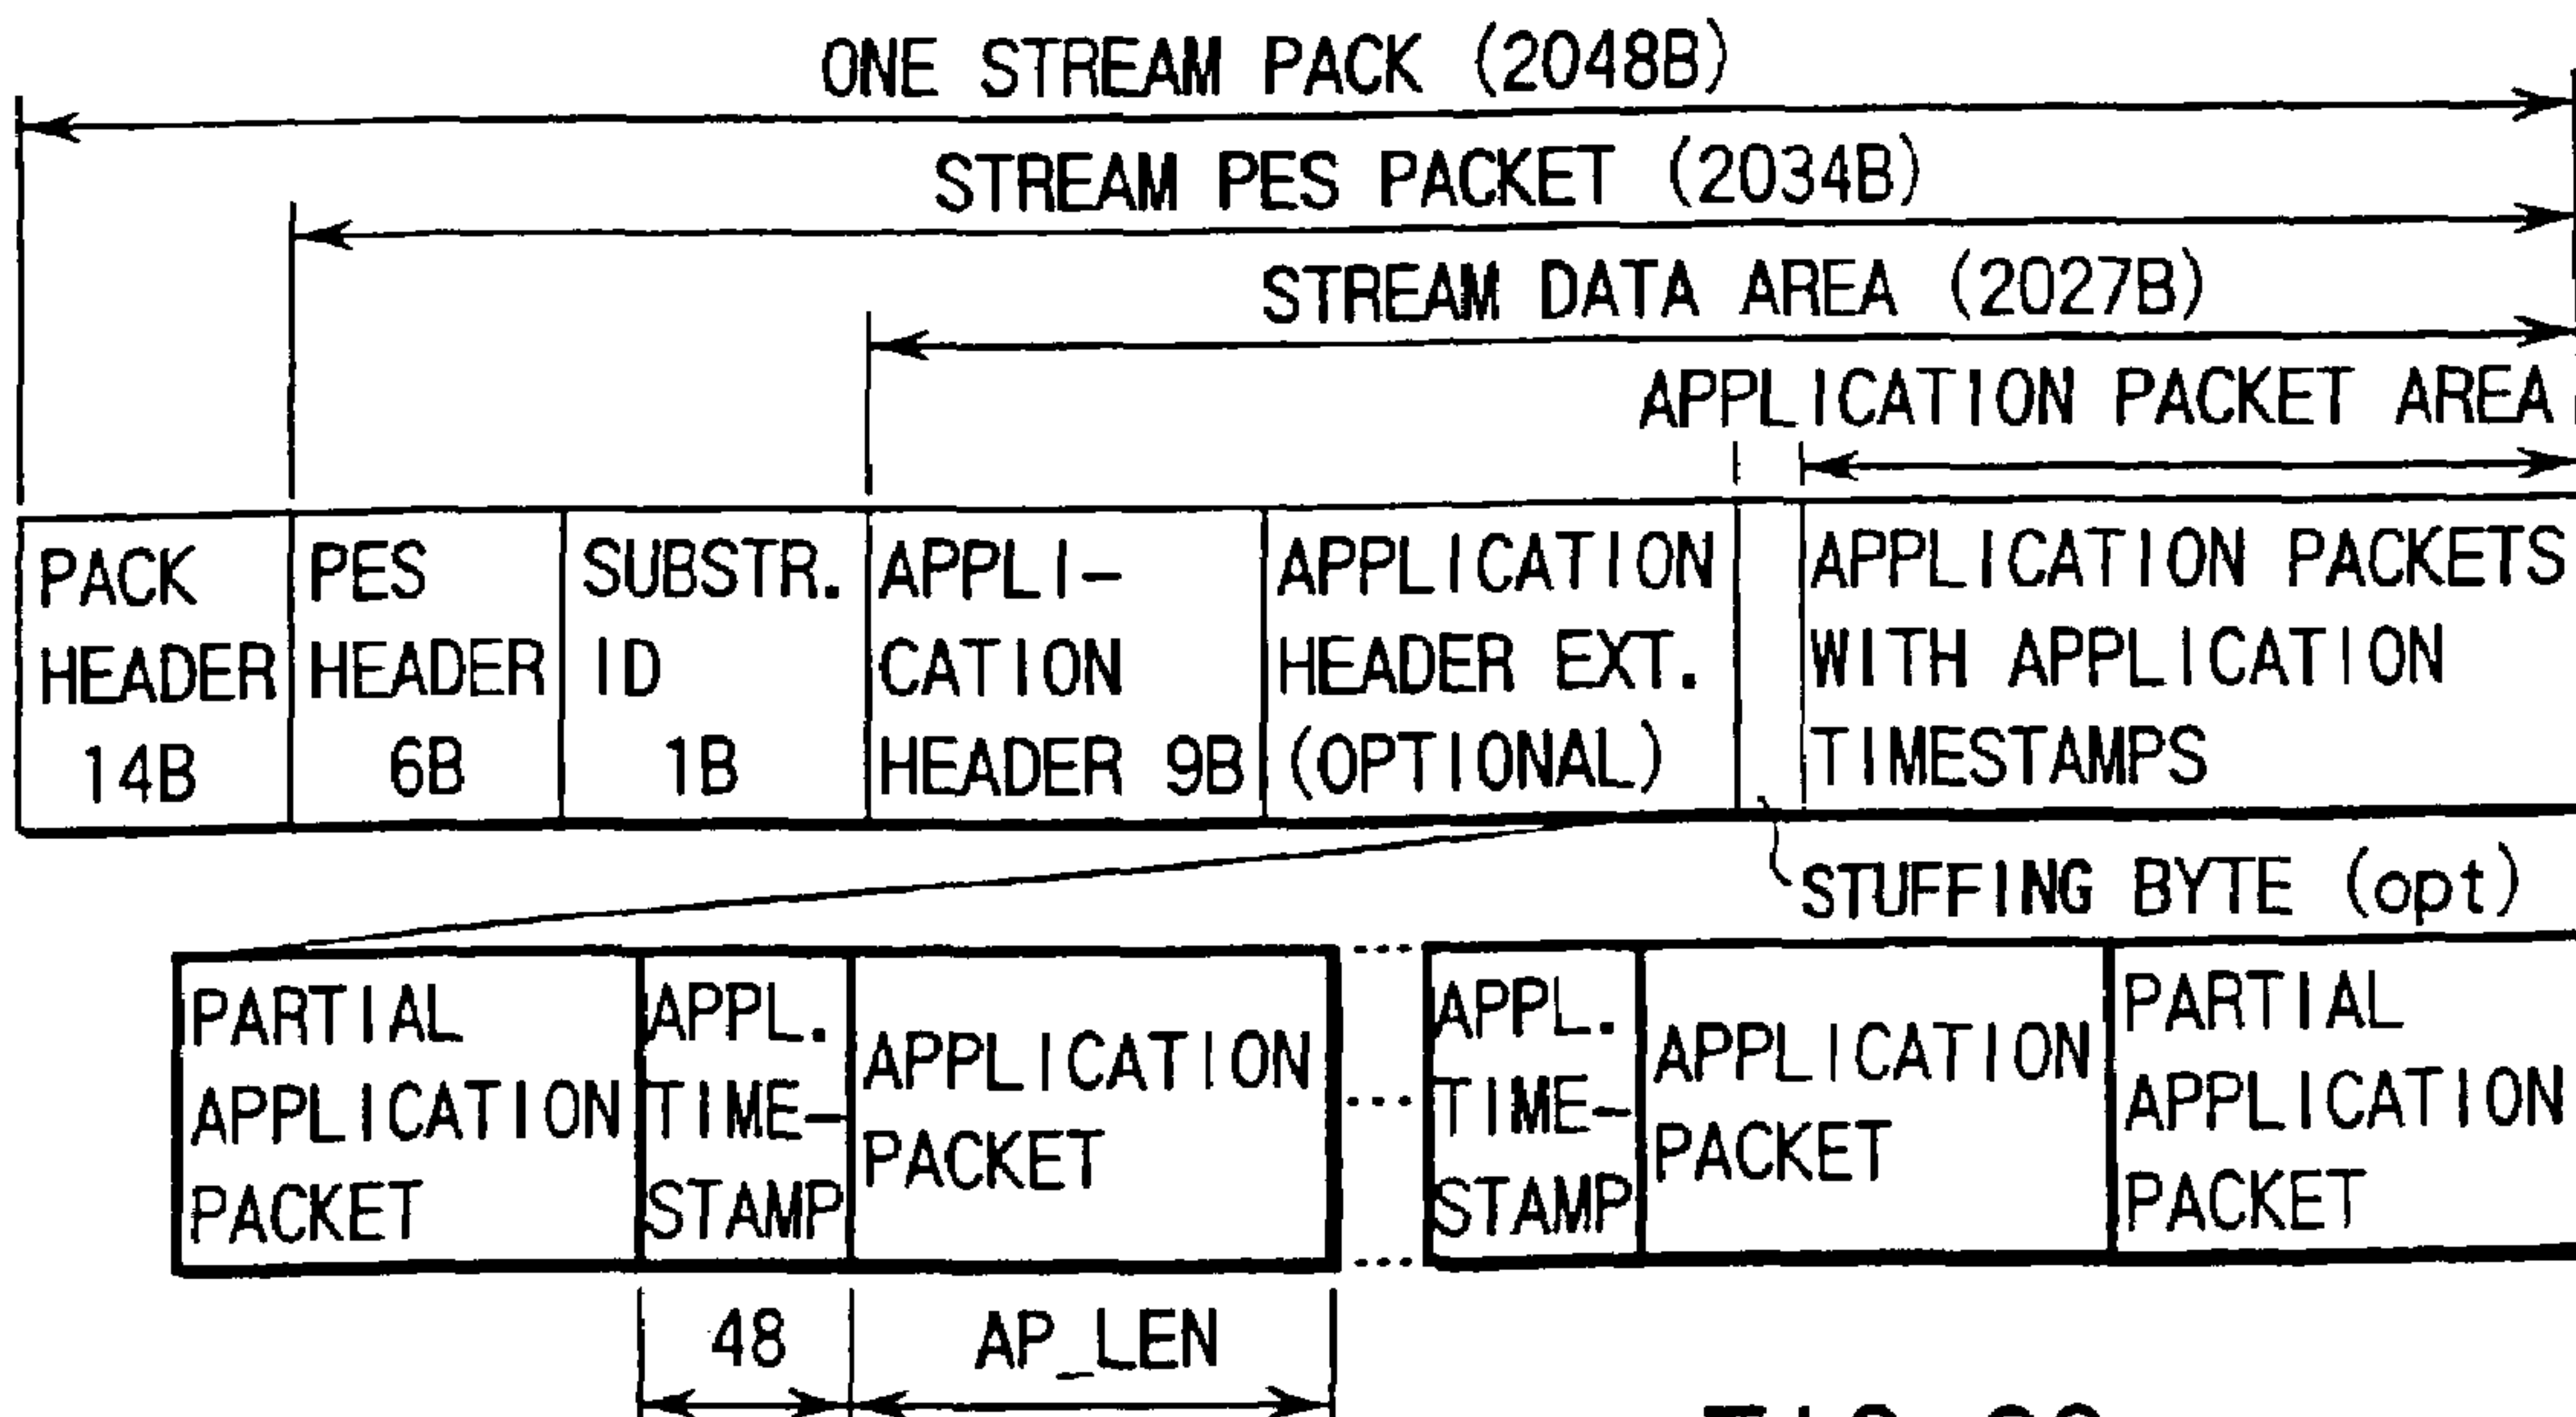 ONE STREAM PACK (2048B)
STREAM PES PACKET (2034B)
STREAM DATA AREA (2027B)
APPLICATION PACKET AREA
PACK
HEADER
14B
PES
HEADER
6B
SUBSTR.
ID
1B
APPLI-
CATION
HEADER 9B
APPLICATION
HEADER EXT.
(OPTIONAL)
APPLICATION PACKETS
WITH APPLICATION
TIMESTAMPS
STUFFING BYTE (opt)
PARTIAL
APPLICATION
PACKET
APPL.
TIME-
STAMP
APPLICATION
PACKET
...
APPL.
TIME-
STAMP
APPLICATION
PACKET
PARTIAL
APPLICATION
PACKET
48
AP_LEN